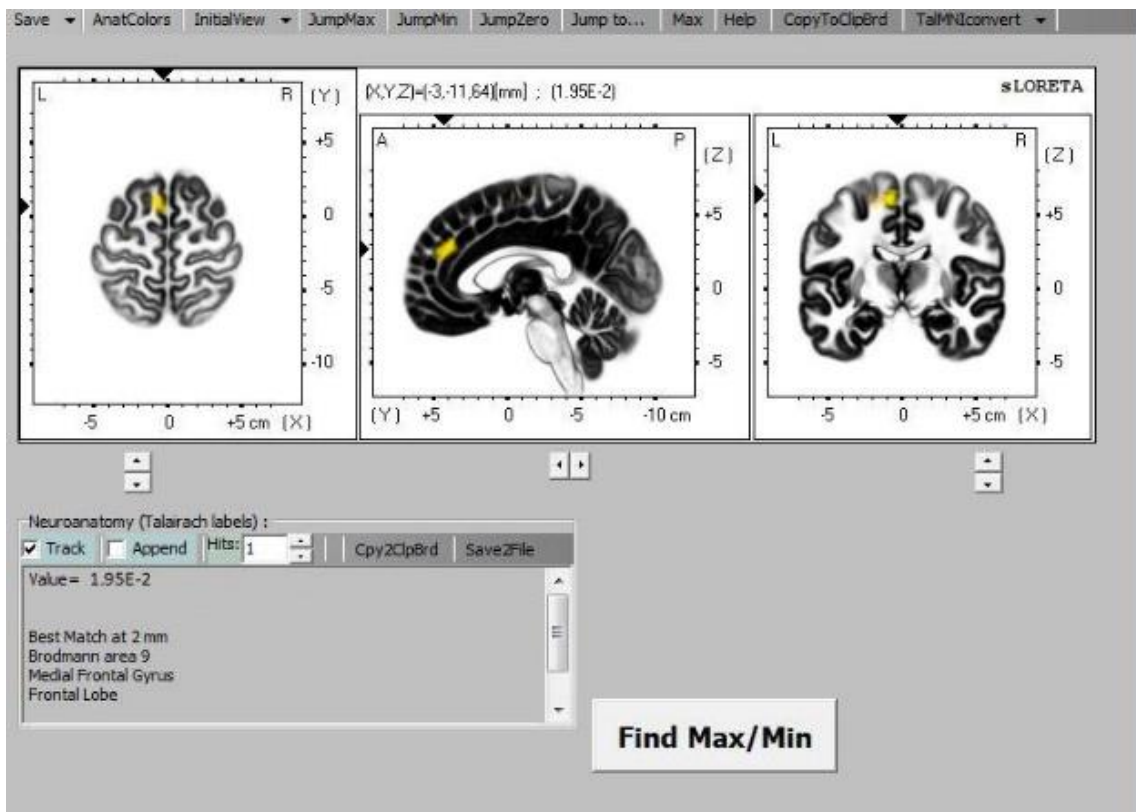 Save AnatColors InitialView JumpMax JumpMin JumpZero Jump to... Max Help CopyToClipBrd TalMNIconvert
(X,Y,Z)=(-3,-11,64)[mm] ; (1.95E-2) sLORETA
L R (Y)
+5
0
-5
-10
-5 0 +5 cm (X)
A P (Z)
+5
0
-5
(Y) +5 0 -5 -10 cm
L R (Z)
+5
0
-5
-5 0 +5 cm (X)
Neuroanatomy (Talairach labels) :
Track Append Hits: 1 Cpy2ClpBrd Save2File
Value= 1.95E-2
Best Match at 2 mm
Brodmann area 9
Medial Frontal Gyrus
Frontal Lobe
Find Max/Min